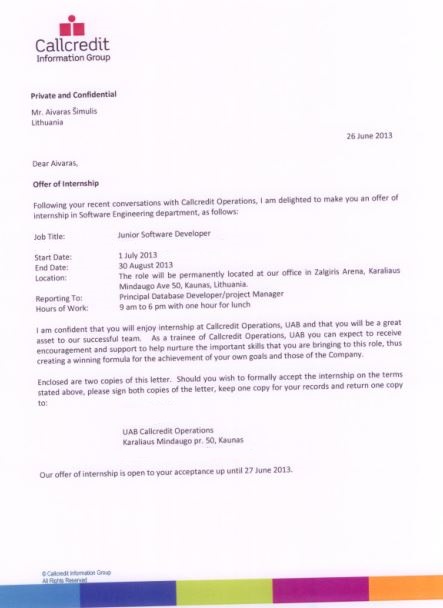 Callcredit
Information Group
Private and Confidential
Mr. Aivaras Šimulis
Lithuania
26 June 2013
Dear Aivaras,
Offer of Internship
Following your recent conversations with Callcredit Operations, I am delighted to make you an offer of
internship in Software Engineering department, as follows:
Job Title: Junior Software Developer
Start Date: 1 July 2013
End Date: 30 August 2013
Location: The role will be permanently located at our office in Zalgiris Arena, Karaliaus
Mindaugo Ave 50, Kaunas, Lithuania.
Reporting To: Principal Database Developer/project Manager
Hours of Work: 9 am to 6 pm with one hour for lunch
I am confident that you will enjoy internship at Callcredit Operations, UAB and that you will be a great
asset to our successful team. As a trainee of Callcredit Operations, UAB you can expect to receive
encouragement and support to help nurture the important skills that you are bringing to this role, thus
creating a winning formula for the achievement of your own goals and those of the Company.
Enclosed are two copies of this letter. Should you wish to formally accept the internship on the terms
stated above, please sign both copies of the letter, keep one copy for your records and return one copy
to:
UAB Callcredit Operations
Karaliaus Mindaugo pr. 50, Kaunas
Our offer of internship is open to your acceptance up until 27 June 2013.
© Callcredit Information Group
All Rights Reserved